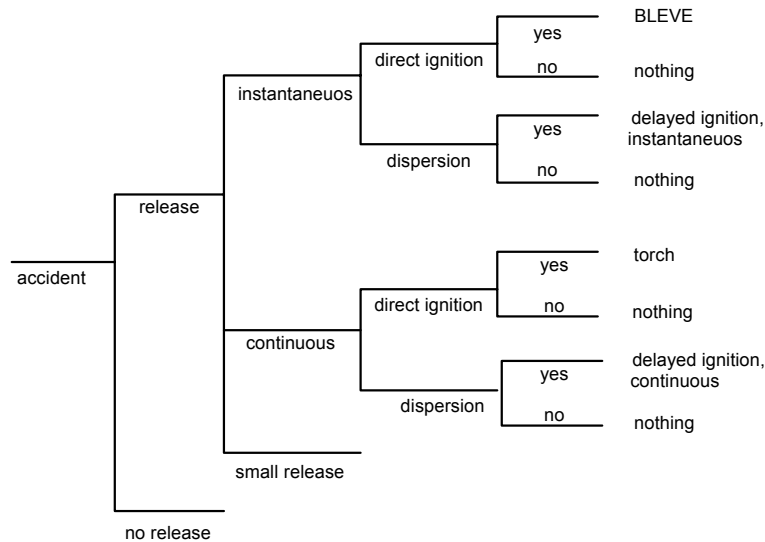 BLEVE
yes
direct ignition
no
nothing
instantaneuos
delayed ignition,
yes
instantaneuos
dispersion
no
nothing
release
torch
yes
accident
direct ignition
no
nothing
continuous
delayed ignition,
yes
continuous
dispersion
no
nothing
small release
no release